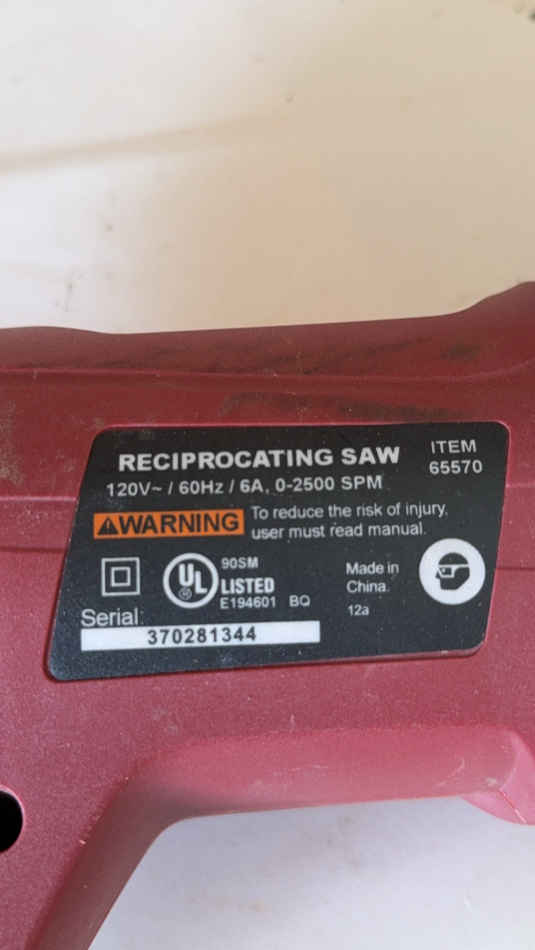 RECIPROCATING SAW
ITEM
65570
120V~ / 60Hz / 6A, 0-2500 SPM
WARNING
To reduce the risk of injury,
user must read manual.
UL
90SM
LISTED
E194601 BQ
Made in
China.
12a
Serial:
370281344